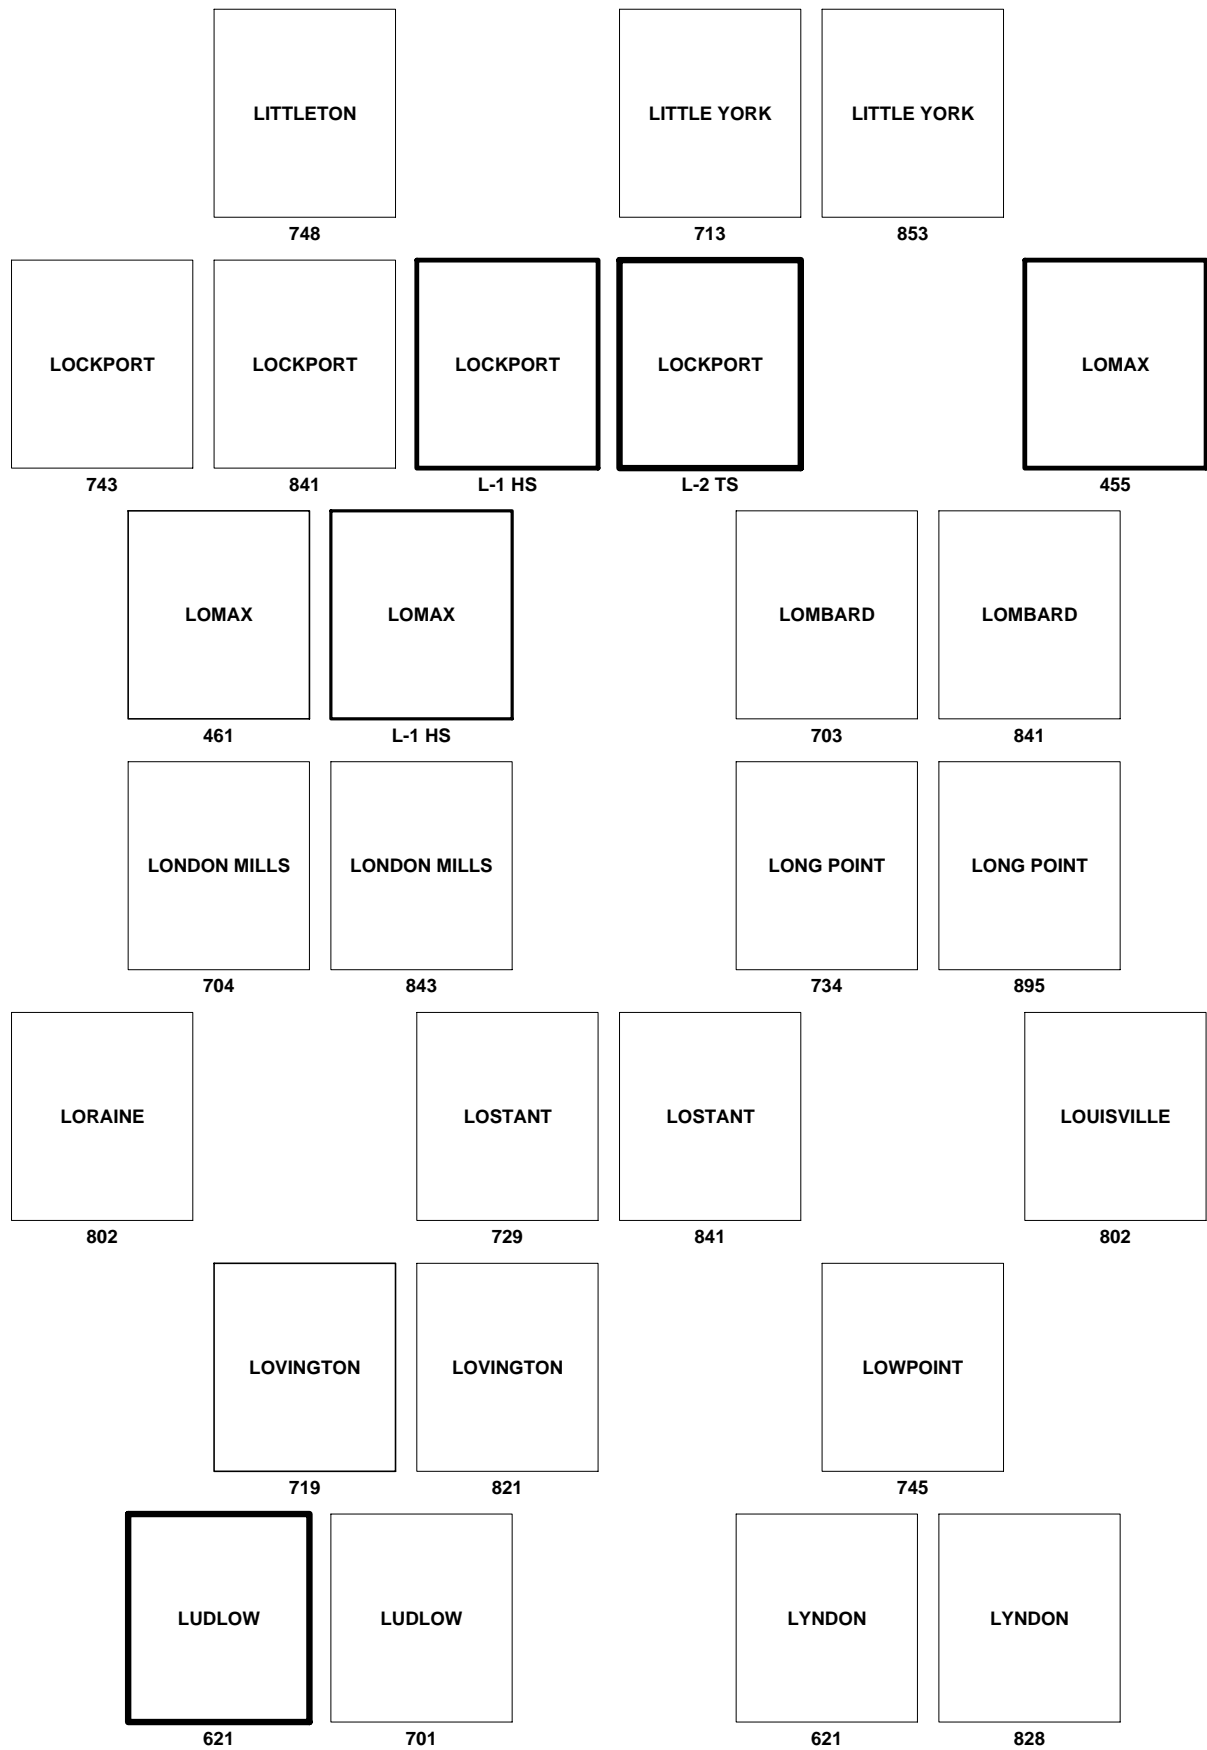 LITTLETON LITTLE YORK LITTLE YORK
748 713 853
LOCKPORT LOCKPORT LOCKPORT LOCKPORT LOMAX
743 841 L-1 HS L-2 TS 455
LOMAX LOMAX LOMBARD LOMBARD
461 L-1 HS 703 841
LONDON MILLS LONDON MILLS LONG POINT LONG POINT
704 843 734 895
LORAINE LOSTANT LOSTANT LOUISVILLE
802 729 841 802
LOVINGTON LOVINGTON LOWPOINT
719 821 745
LUDLOW LUDLOW LYNDON LYNDON
621 701 621 828